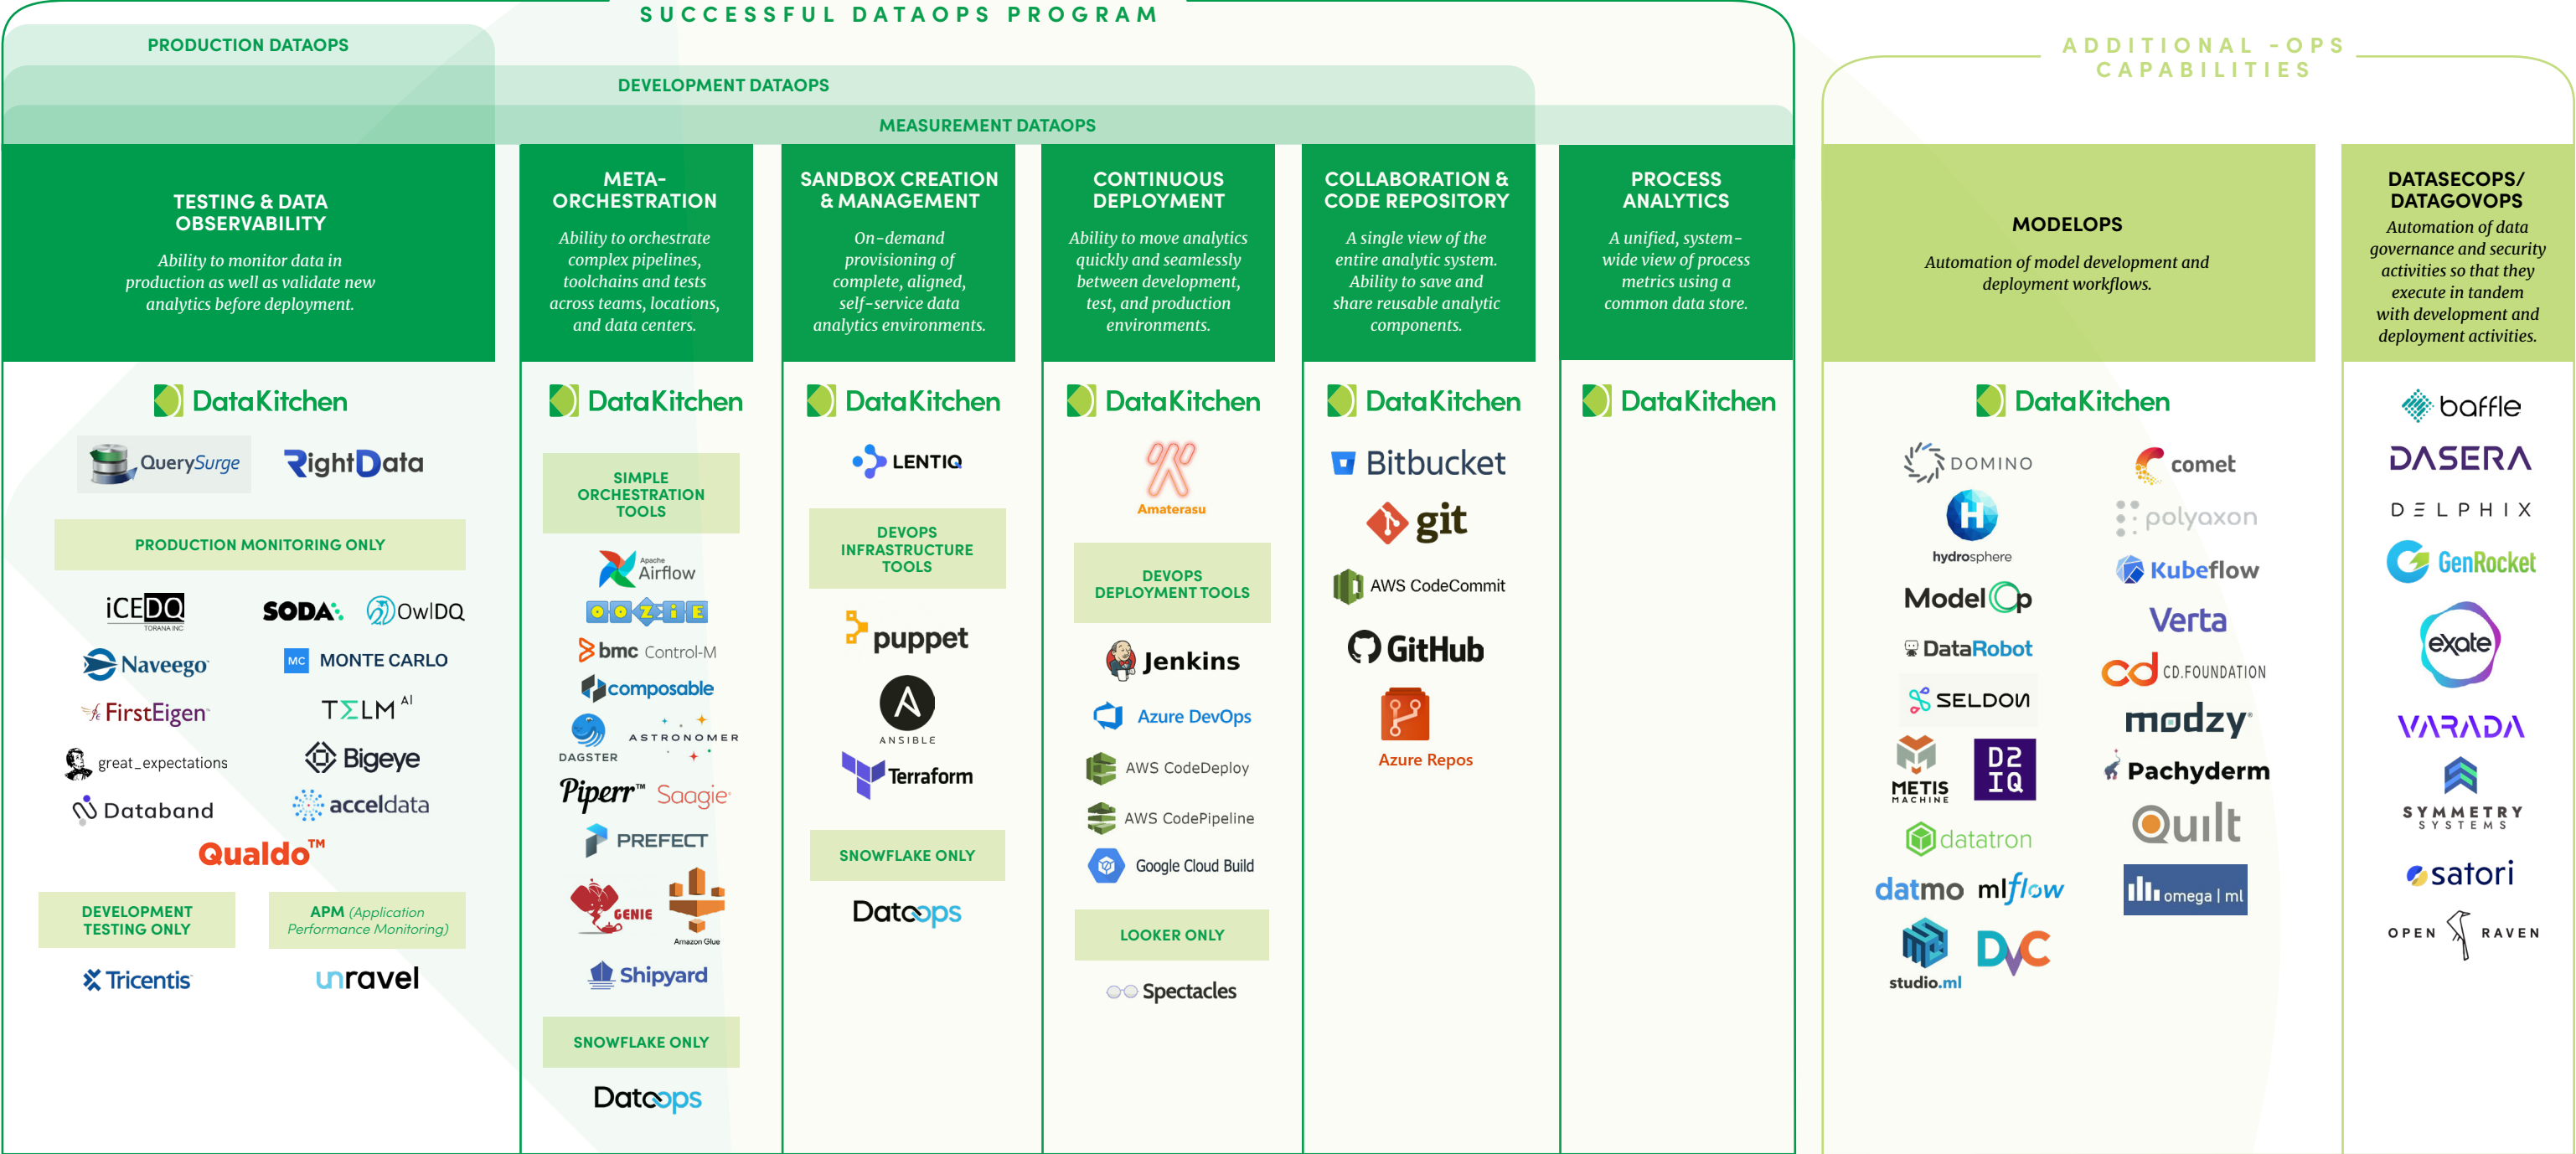 SUCCESSFUL DATAOPS PROGRAM
PRODUCTION DATAOPS
DEVELOPMENT DATAOPS
MEASUREMENT DATAOPS
TESTING & DATA
OBSERVABILITY
Ability to monitor data in
production as well as validate new
analytics before deployment.
DataKitchen
QuerySurge
RightData
PRODUCTION MONITORING ONLY
iCEDQ
TORANA INC
SODA
OwlDQ
Naveego
MC MONTE CARLO
FirstEigen
TΣLM AI
great_expectations
Bigeye
Databand
acceldata
Qualdo™
DEVELOPMENT
TESTING ONLY
Tricentis
APM (Application
Performance Monitoring)
unravel
META-
ORCHESTRATION
Ability to orchestrate
complex pipelines,
toolchains and tests
across teams, locations,
and data centers.
DataKitchen
SIMPLE
ORCHESTRATION
TOOLS
Apache
Airflow
OOZIE
bmc Control-M
composable
DAGSTER
ASTRONOMER
Piperr™
Saagie
PREFECT
GENIE
Amazon Glue
Shipyard
SNOWFLAKE ONLY
Dataops
SANDBOX CREATION
& MANAGEMENT
On-demand
provisioning of
complete, aligned,
self-service data
analytics environments.
DataKitchen
LENTIQ
DEVOPS
INFRASTRUCTURE
TOOLS
puppet
ANSIBLE
Terraform
SNOWFLAKE ONLY
Dataops
CONTINUOUS
DEPLOYMENT
Ability to move analytics
quickly and seamlessly
between development,
test, and production
environments.
DataKitchen
Amaterasu
DEVOPS
DEPLOYMENT TOOLS
Jenkins
Azure DevOps
AWS CodeDeploy
AWS CodePipeline
Google Cloud Build
LOOKER ONLY
Spectacles
COLLABORATION &
CODE REPOSITORY
A single view of the
entire analytic system.
Ability to save and
share reusable analytic
components.
DataKitchen
Bitbucket
git
AWS CodeCommit
GitHub
Azure Repos
PROCESS
ANALYTICS
A unified, system-
wide view of process
metrics using a
common data store.
DataKitchen
ADDITIONAL -OPS
CAPABILITIES
MODELOPS
Automation of model development and
deployment workflows.
DataKitchen
DOMINO
comet
H
hydrosphere
polyaxon
Kubeflow
ModelOp
Verta
DataRobot
cd CD.FOUNDATION
SELDON
modzy
METIS
MACHINE
D2
IQ
Pachyderm
datatron
Quilt
datmo
mlflow
omega | ml
studio.ml
DVC
DATASECOPS/
DATAGOVOPS
Automation of data
governance and security
activities so that they
execute in tandem
with development and
deployment activities.
baffle
DASERA
DELPHIX
GenRocket
exate
VARADA
SYMMETRY
SYSTEMS
satori
OPEN RAVEN